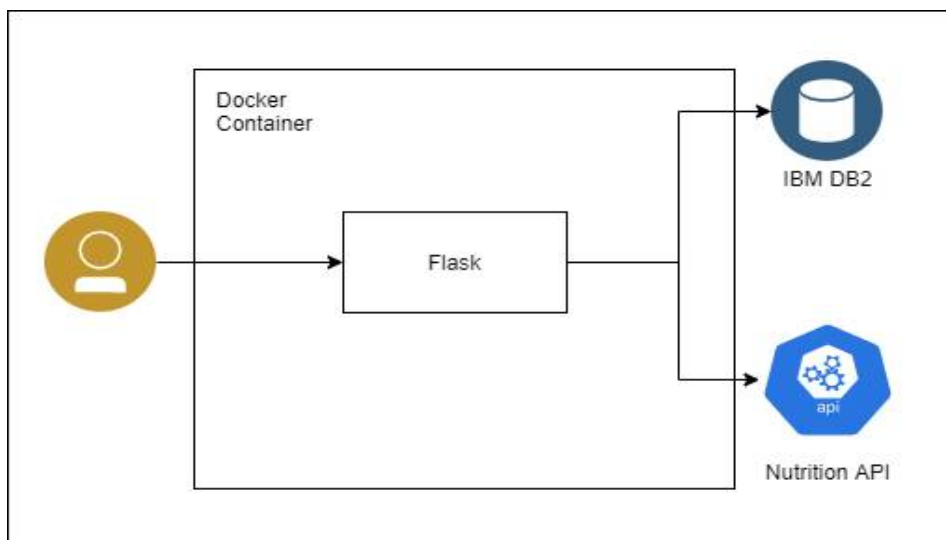 Docker
Container
IBM DB2
Flask
api
Nutrition API